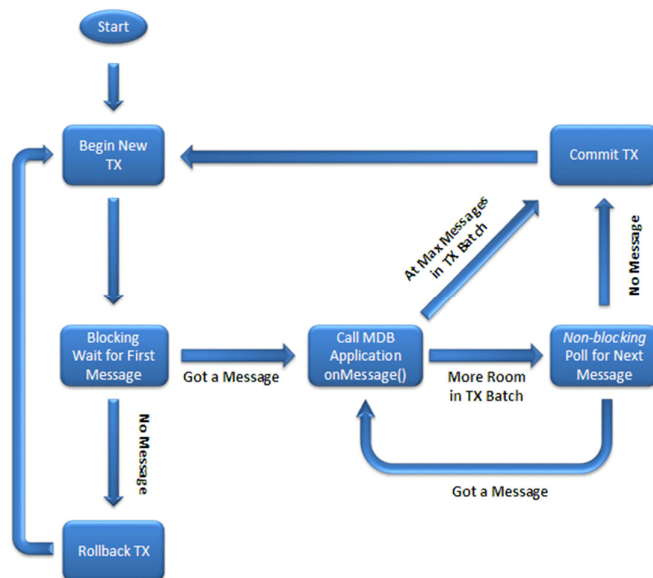 Start
Begin New
TX
Commit TX
At Max Messages
in TX Batch
No Message
Blocking
Wait for First
Message
Got a Message
Call MDB
Application
onMessage()
More Room
in TX Batch
Non-blocking
Poll for Next
Message
No Message
Got a Message
Rollback TX